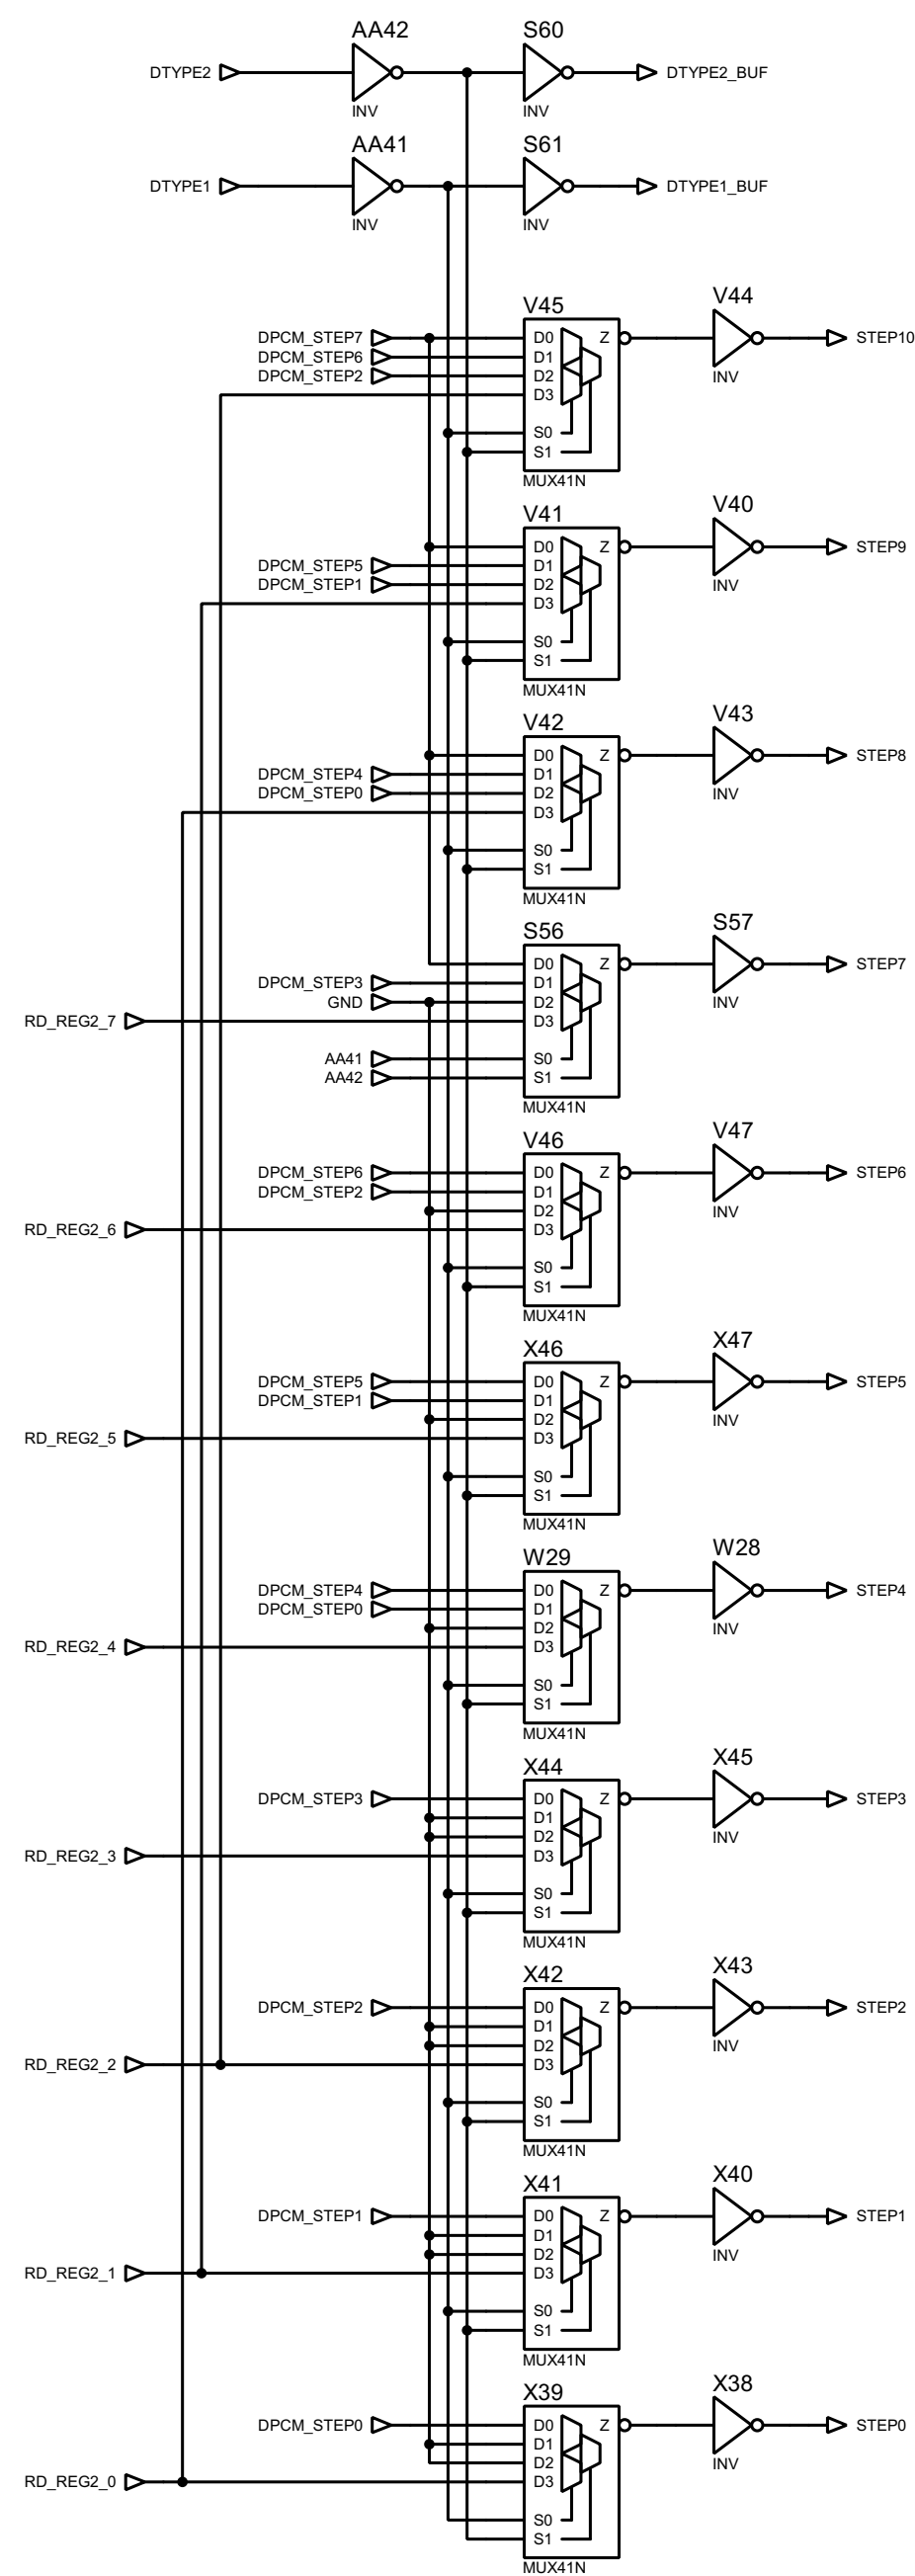 AA42
S60
DTYPE2
DTYPE2_BUF
INV
INV
AA41
S61
DTYPE1
DTYPE1_BUF
INV
INV
V45
V44
DPCM_STEP7
D0
Z
STEP10
DPCM_STEP6
D1
DPCM_STEP2
D2
INV
D3
S0
S1
MUX41N
V41
V40
D0
Z
STEP9
DPCM_STEP5
D1
DPCM_STEP1
D2
INV
D3
S0
S1
MUX41N
V42
V43
D0
Z
STEP8
DPCM_STEP4
D1
DPCM_STEP0
D2
INV
D3
S0
S1
MUX41N
S56
S57
D0
Z
STEP7
DPCM_STEP3
D1
GND
D2
INV
RD_REG2_7
D3
AA41
S0
AA42
S1
MUX41N
V46
V47
DPCM_STEP6
D0
Z
STEP6
DPCM_STEP2
D1
D2
INV
RD_REG2_6
D3
S0
S1
MUX41N
X46
X47
DPCM_STEP5
D0
Z
STEP5
DPCM_STEP1
D1
D2
INV
RD_REG2_5
D3
S0
S1
MUX41N
W29
W28
DPCM_STEP4
D0
Z
STEP4
DPCM_STEP0
D1
D2
INV
RD_REG2_4
D3
S0
S1
MUX41N
X44
X45
DPCM_STEP3
D0
Z
STEP3
D1
D2
INV
RD_REG2_3
D3
S0
S1
MUX41N
X42
X43
DPCM_STEP2
D0
Z
STEP2
D1
D2
INV
RD_REG2_2
D3
S0
S1
MUX41N
X41
X40
DPCM_STEP1
D0
Z
STEP1
D1
D2
INV
RD_REG2_1
D3
S0
S1
MUX41N
X39
X38
DPCM_STEP0
D0
Z
STEP0
D1
D2
INV
RD_REG2_0
D3
S0
S1
MUX41N